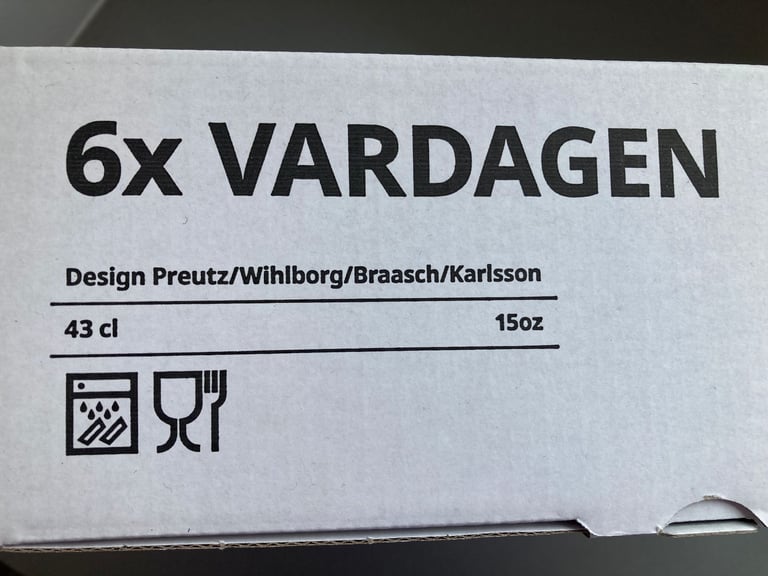 6x VARDAGEN
Design Preutz/Wihlborg/Braasch/Karlsson
43 cl 15oz